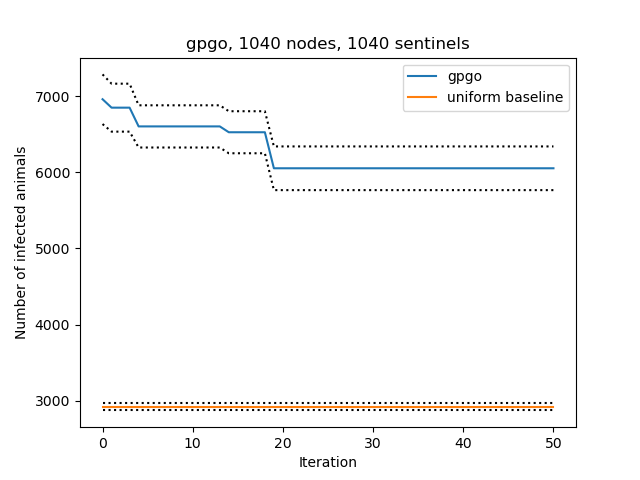 gpgo, 1040 nodes, 1040 sentinels
gpgo
uniform baseline
Number of infected animals
7000
6000
5000
4000
3000
0 10 20 30 40 50
Iteration